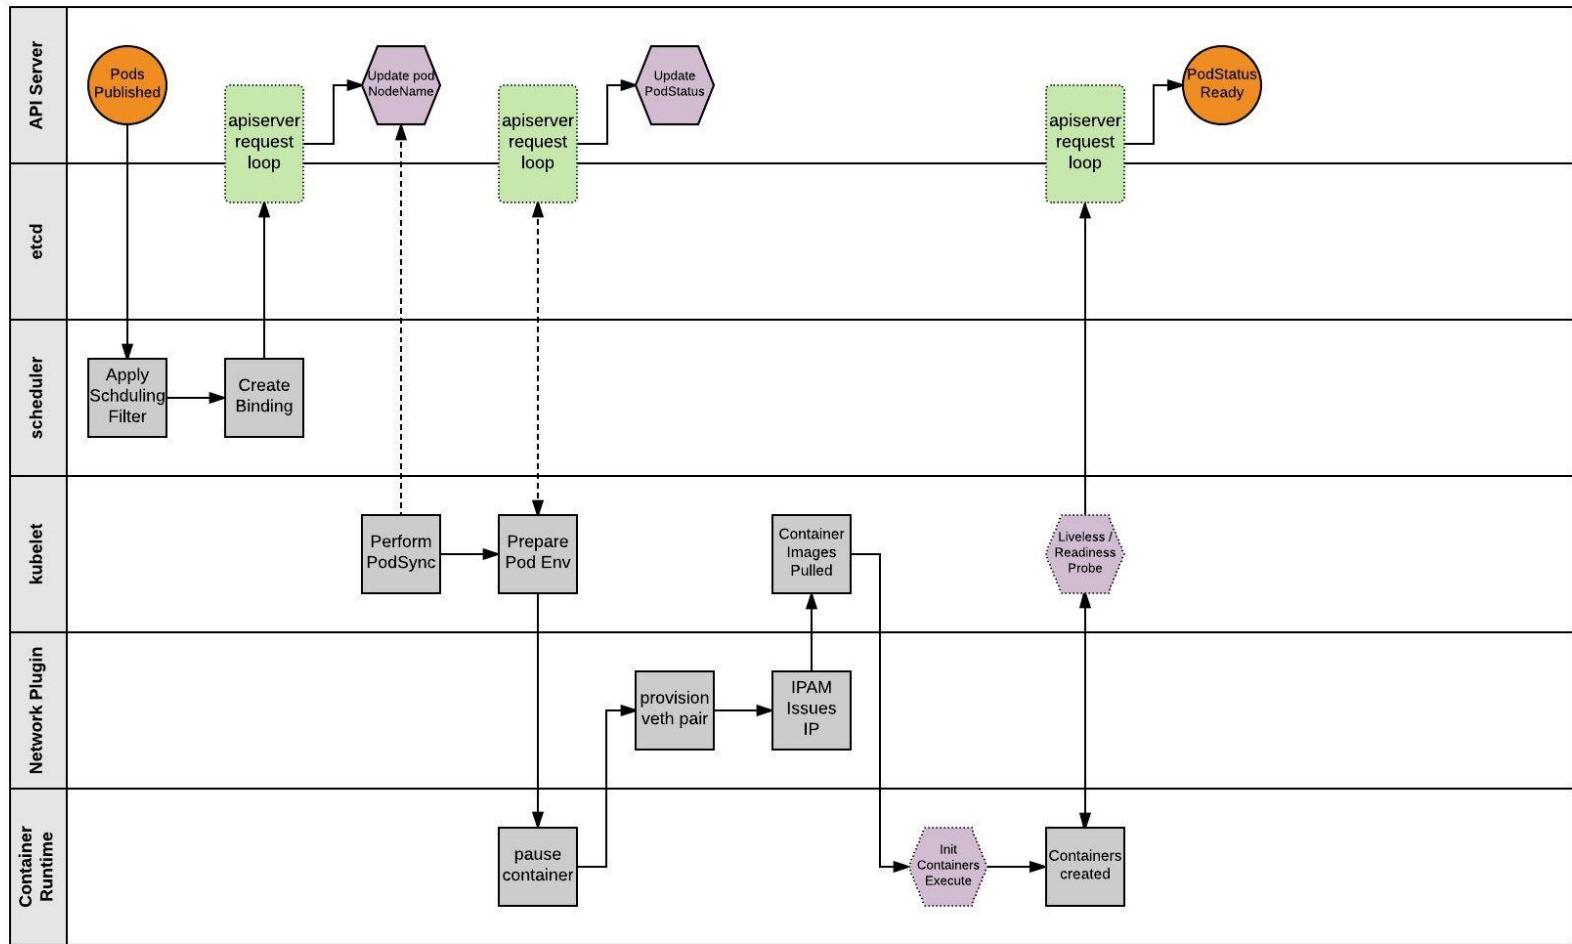 API Server
Pods
Published
apiserver
request
loop
Update pod
NodeName
apiserver
request
loop
Update
PodStatus
apiserver
request
loop
PodStatus
Ready
etcd
scheduler
Apply
Schduling
Filter
Create
Binding
kubelet
Perform
PodSync
Prepare
Pod Env
Container
Images
Pulled
Liveless /
Readiness
Probe
Network Plugin
provision
veth pair
IPAM
Issues
IP
Container
Runtime
pause
container
Init
Containers
Execute
Containers
created